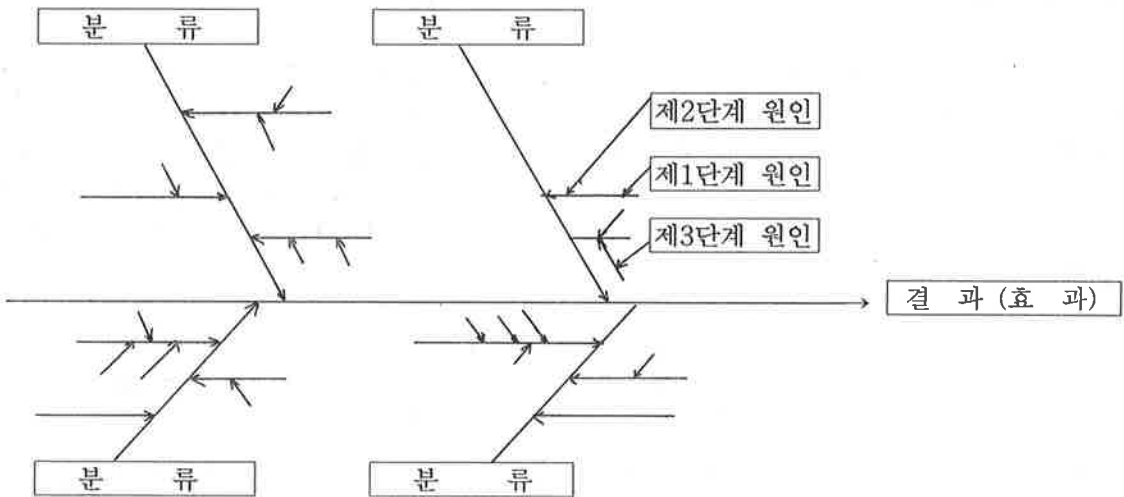 분 류
분 류
제2단계 원인
제1단계 원인
제3단계 원인
결 과 (효 과)
분 류
분 류